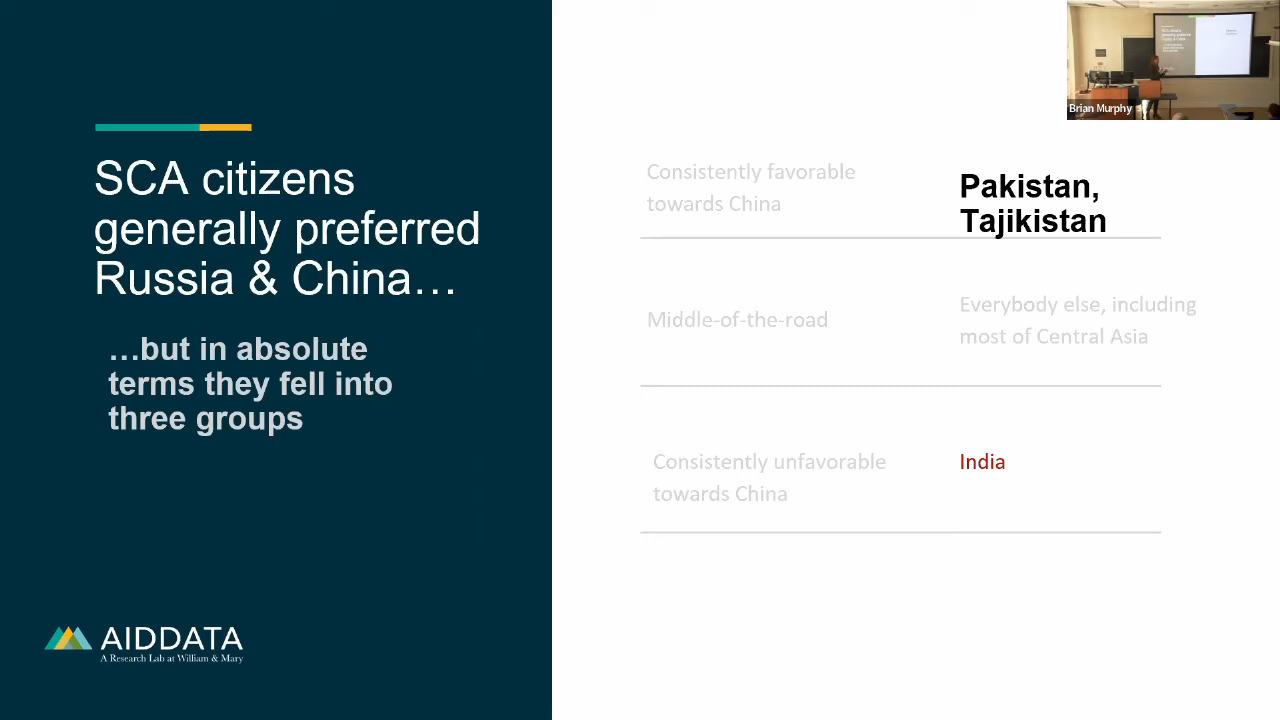 SCA citizens
generally preferred
Russia & China…
…but in absolute
terms they fell into
three groups
AIDDATA
A Research Lab at William & Mary
Consistently favorable
towards China
Pakistan,
Tajikistan
Middle-of-the-road
Everybody else, including
most of Central Asia
Consistently unfavorable
towards China
India
Brian Murphy